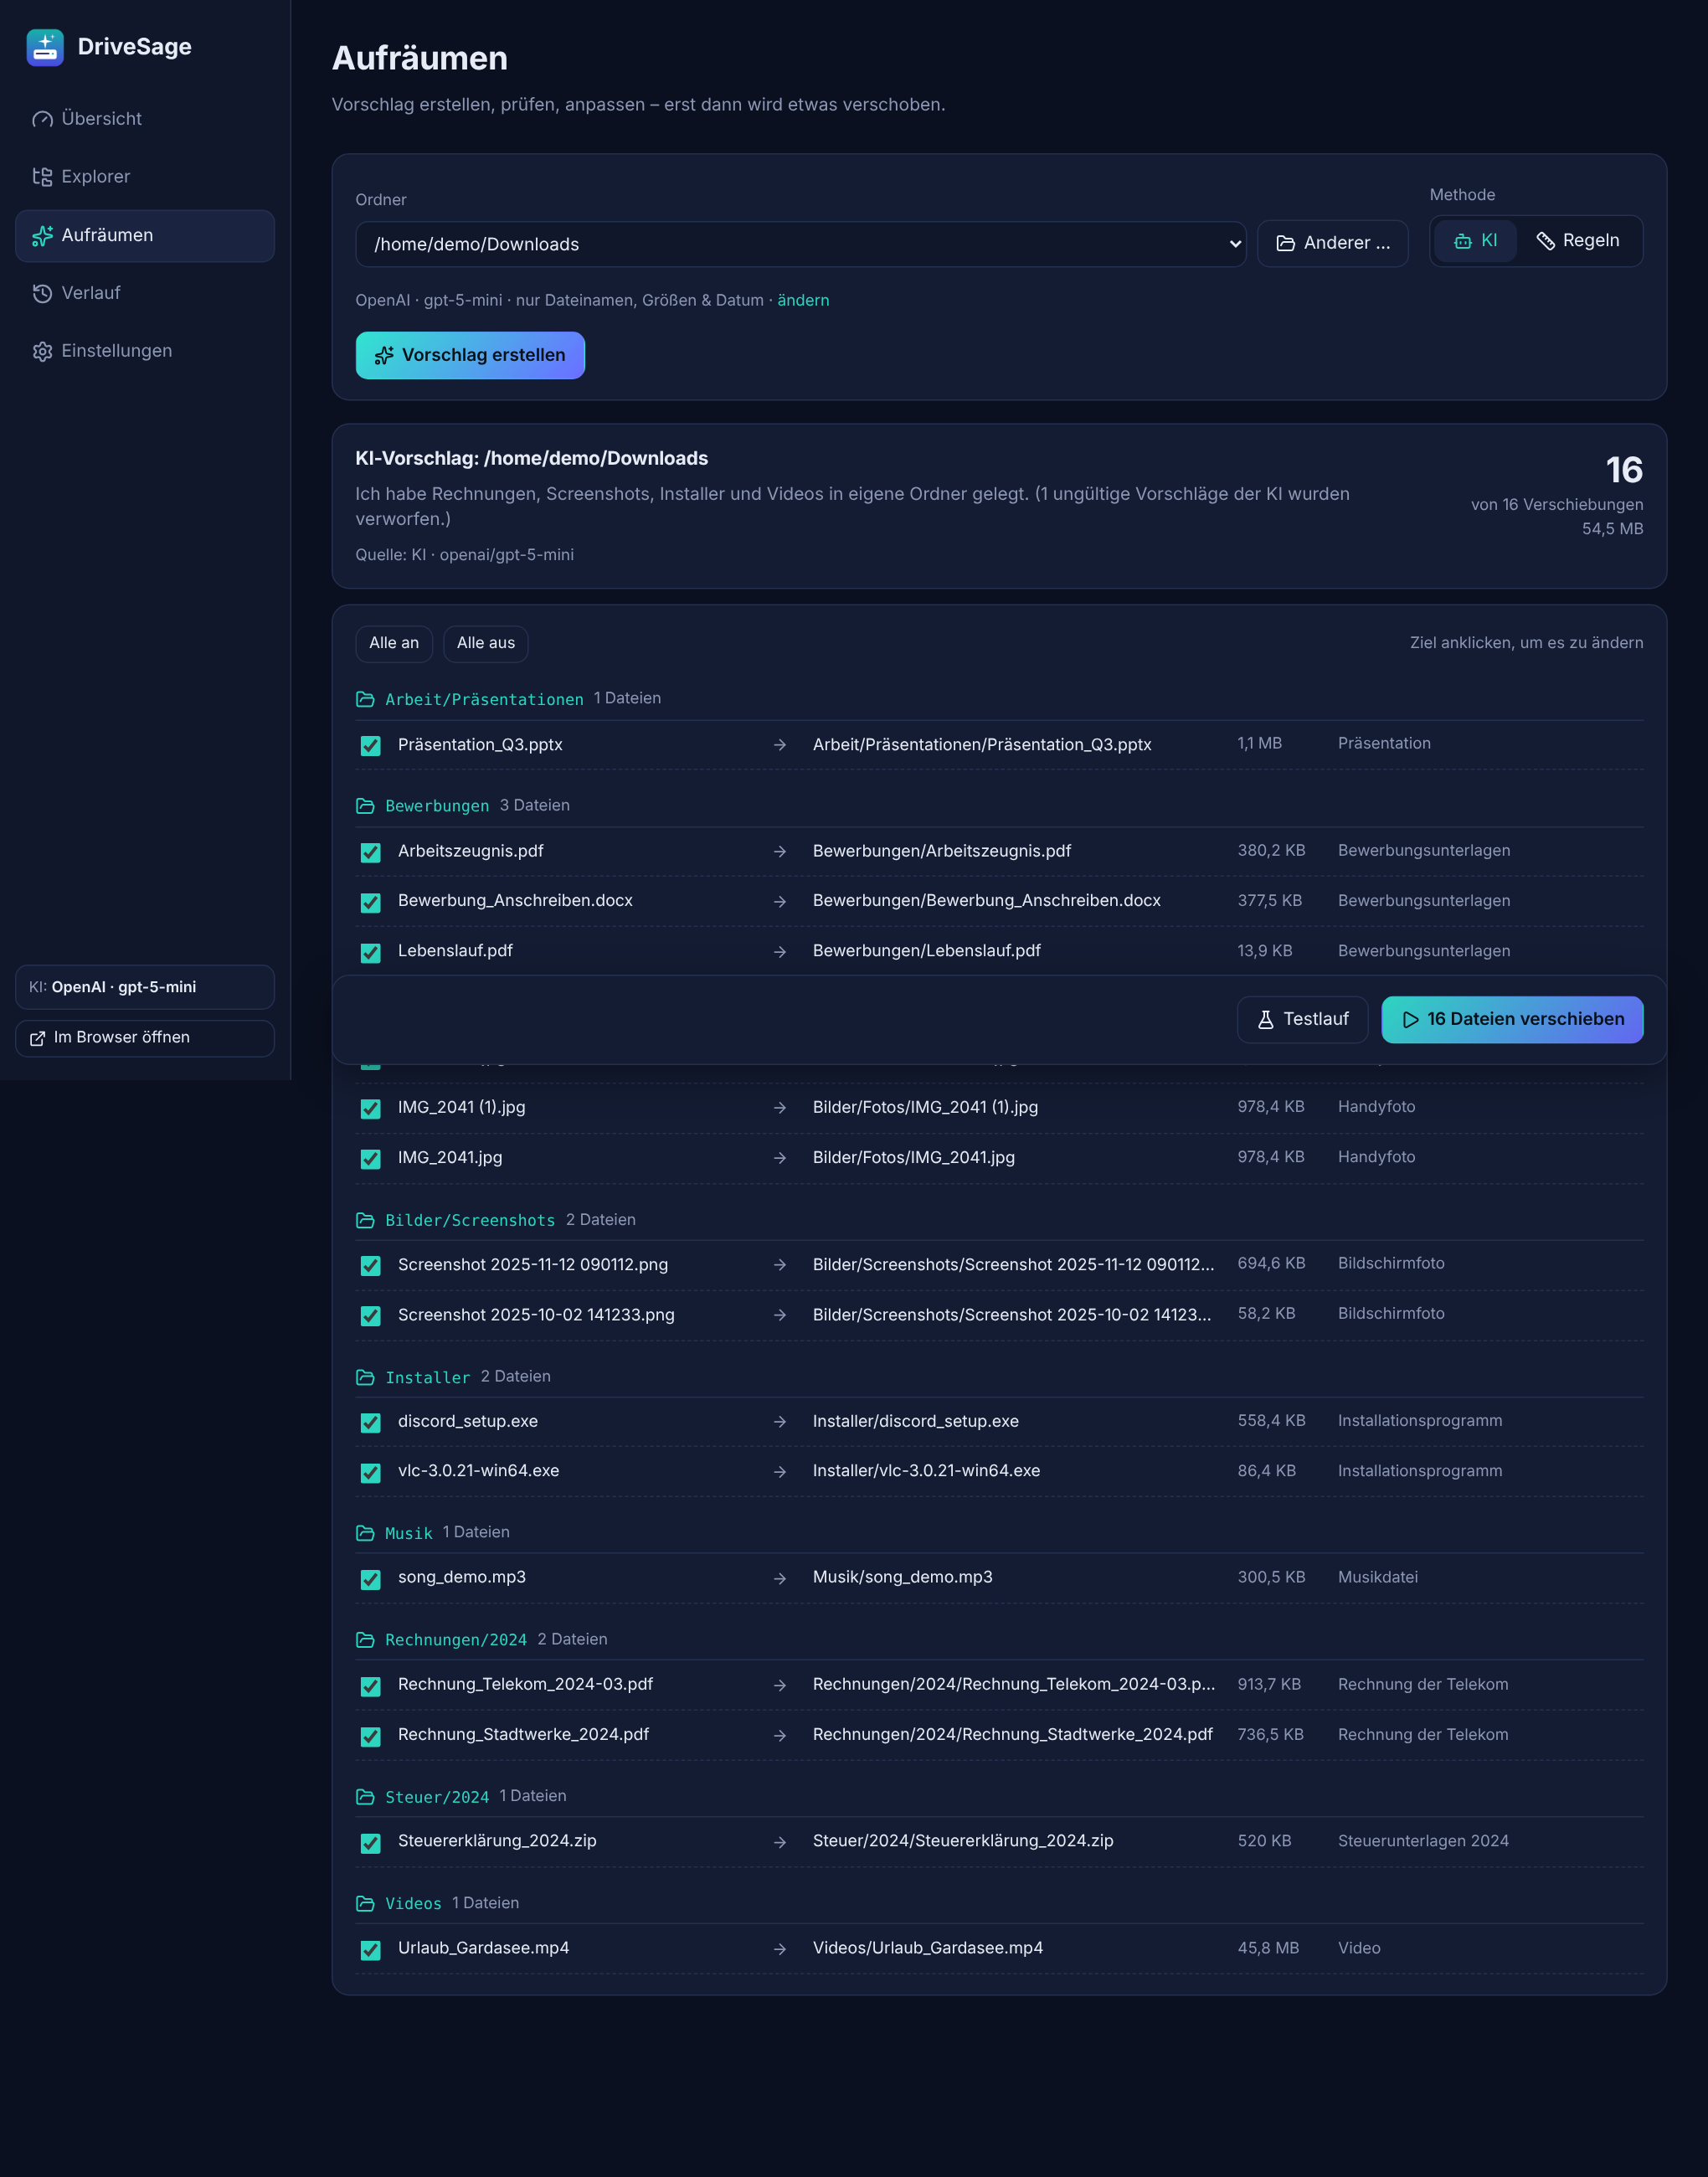 DriveSage
Übersicht
Explorer
Aufräumen
Verlauf
Einstellungen
KI: OpenAI · gpt-5-mini
Im Browser öffnen
Aufräumen
Vorschlag erstellen, prüfen, anpassen – erst dann wird etwas verschoben.
Ordner
/home/demo/Downloads
Anderer ...
Methode
KI
Regeln
OpenAI · gpt-5-mini · nur Dateinamen, Größen & Datum · ändern
Vorschlag erstellen
KI-Vorschlag: /home/demo/Downloads
Ich habe Rechnungen, Screenshots, Installer und Videos in eigene Ordner gelegt. (1 ungültige Vorschläge der KI wurden
verworfen.)
Quelle: KI · openai/gpt-5-mini
16
von 16 Verschiebungen
54,5 MB
Alle an Alle aus Ziel anklicken, um es zu ändern
Arbeit/Präsentationen 1 Dateien
Präsentation_Q3.pptx → Arbeit/Präsentationen/Präsentation_Q3.pptx 1,1 MB Präsentation
Bewerbungen 3 Dateien
Arbeitszeugnis.pdf → Bewerbungen/Arbeitszeugnis.pdf 380,2 KB Bewerbungsunterlagen
Bewerbung_Anschreiben.docx → Bewerbungen/Bewerbung_Anschreiben.docx 377,5 KB Bewerbungsunterlagen
Lebenslauf.pdf → Bewerbungen/Lebenslauf.pdf 13,9 KB Bewerbungsunterlagen
Testlauf 16 Dateien verschieben
IMG_2041 (1).jpg → Bilder/Fotos/IMG_2041 (1).jpg 978,4 KB Handyfoto
IMG_2041.jpg → Bilder/Fotos/IMG_2041.jpg 978,4 KB Handyfoto
Bilder/Screenshots 2 Dateien
Screenshot 2025-11-12 090112.png → Bilder/Screenshots/Screenshot 2025-11-12 090112... 694,6 KB Bildschirmfoto
Screenshot 2025-10-02 141233.png → Bilder/Screenshots/Screenshot 2025-10-02 14123... 58,2 KB Bildschirmfoto
Installer 2 Dateien
discord_setup.exe → Installer/discord_setup.exe 558,4 KB Installationsprogramm
vlc-3.0.21-win64.exe → Installer/vlc-3.0.21-win64.exe 86,4 KB Installationsprogramm
Musik 1 Dateien
song_demo.mp3 → Musik/song_demo.mp3 300,5 KB Musikdatei
Rechnungen/2024 2 Dateien
Rechnung_Telekom_2024-03.pdf → Rechnungen/2024/Rechnung_Telekom_2024-03.p... 913,7 KB Rechnung der Telekom
Rechnung_Stadtwerke_2024.pdf → Rechnungen/2024/Rechnung_Stadtwerke_2024.pdf 736,5 KB Rechnung der Telekom
Steuer/2024 1 Dateien
Steuererklärung_2024.zip → Steuer/2024/Steuererklärung_2024.zip 520 KB Steuerunterlagen 2024
Videos 1 Dateien
Urlaub_Gardasee.mp4 → Videos/Urlaub_Gardasee.mp4 45,8 MB Video